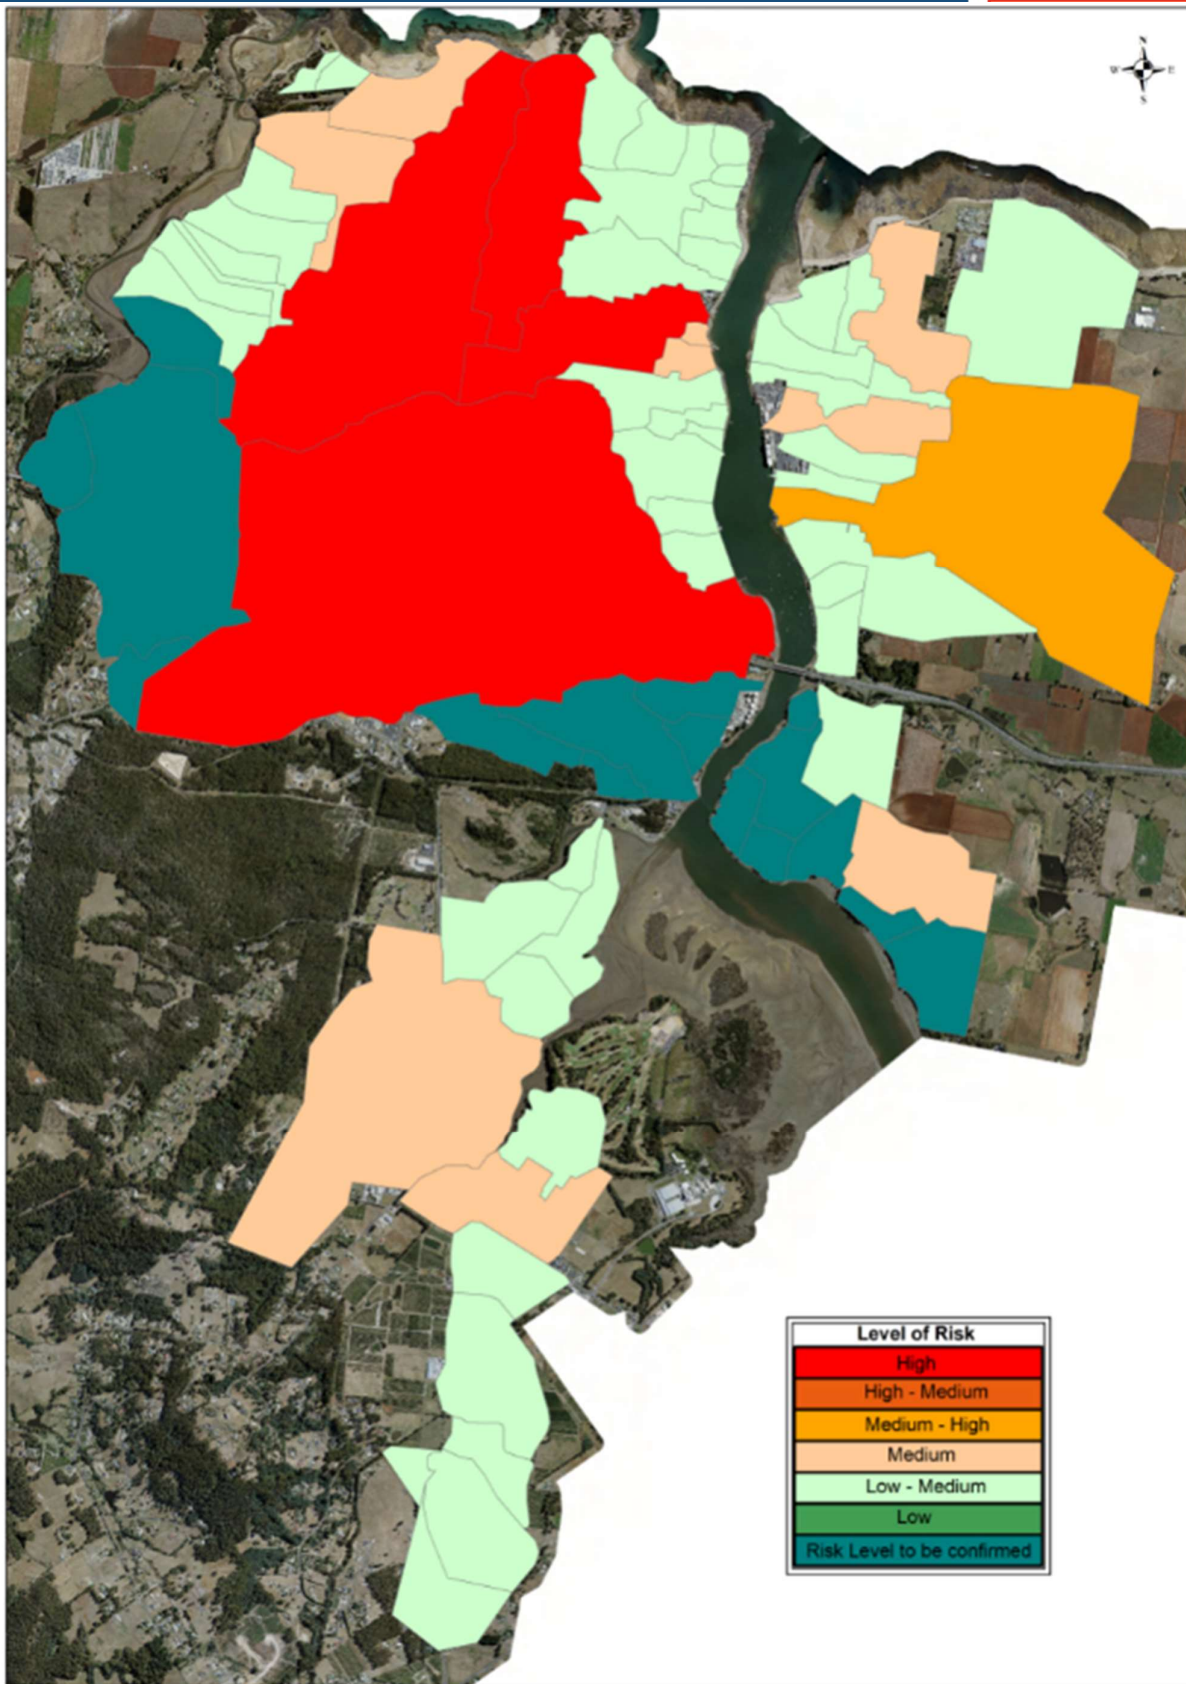 N
W E
S
Level of Risk
High
High - Medium
Medium - High
Medium
Low - Medium
Low
Risk Level to be confirmed